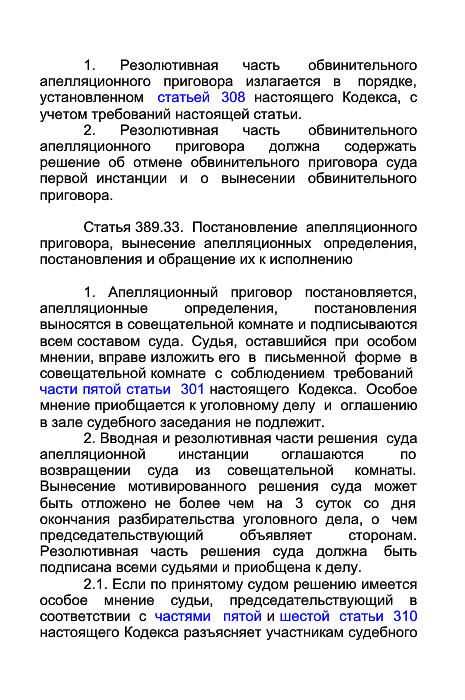 1. Резолютивная часть обвинительного
апелляционного приговора излагается в порядке,
установленном статьей 308 настоящего Кодекса, с
учетом требований настоящей статьи.
2. Резолютивная часть обвинительного
апелляционного приговора должна содержать
решение об отмене обвинительного приговора суда
первой инстанции и о вынесении обвинительного
приговора.
Статья 389.33. Постановление апелляционного
приговора, вынесение апелляционных определения,
постановления и обращение их к исполнению
1. Апелляционный приговор постановляется,
апелляционные определения, постановления
выносятся в совещательной комнате и подписываются
всем составом суда. Судья, оставшийся при особом
мнении, вправе изложить его в письменной форме в
совещательной комнате с соблюдением требований
части пятой статьи 301 настоящего Кодекса. Особое
мнение приобщается к уголовному делу и оглашению
в зале судебного заседания не подлежит.
2. Вводная и резолютивная части решения суда
апелляционной инстанции оглашаются по
возвращении суда из совещательной комнаты.
Вынесение мотивированного решения суда может
быть отложено не более чем на 3 суток со дня
окончания разбирательства уголовного дела, о чем
председательствующий объявляет сторонам.
Резолютивная часть решения суда должна быть
подписана всеми судьями и приобщена к делу.
2.1. Если по принятому судом решению имеется
особое мнение судьи, председательствующий в
соответствии с частями пятой и шестой статьи 310
настоящего Кодекса разъясняет участникам судебного